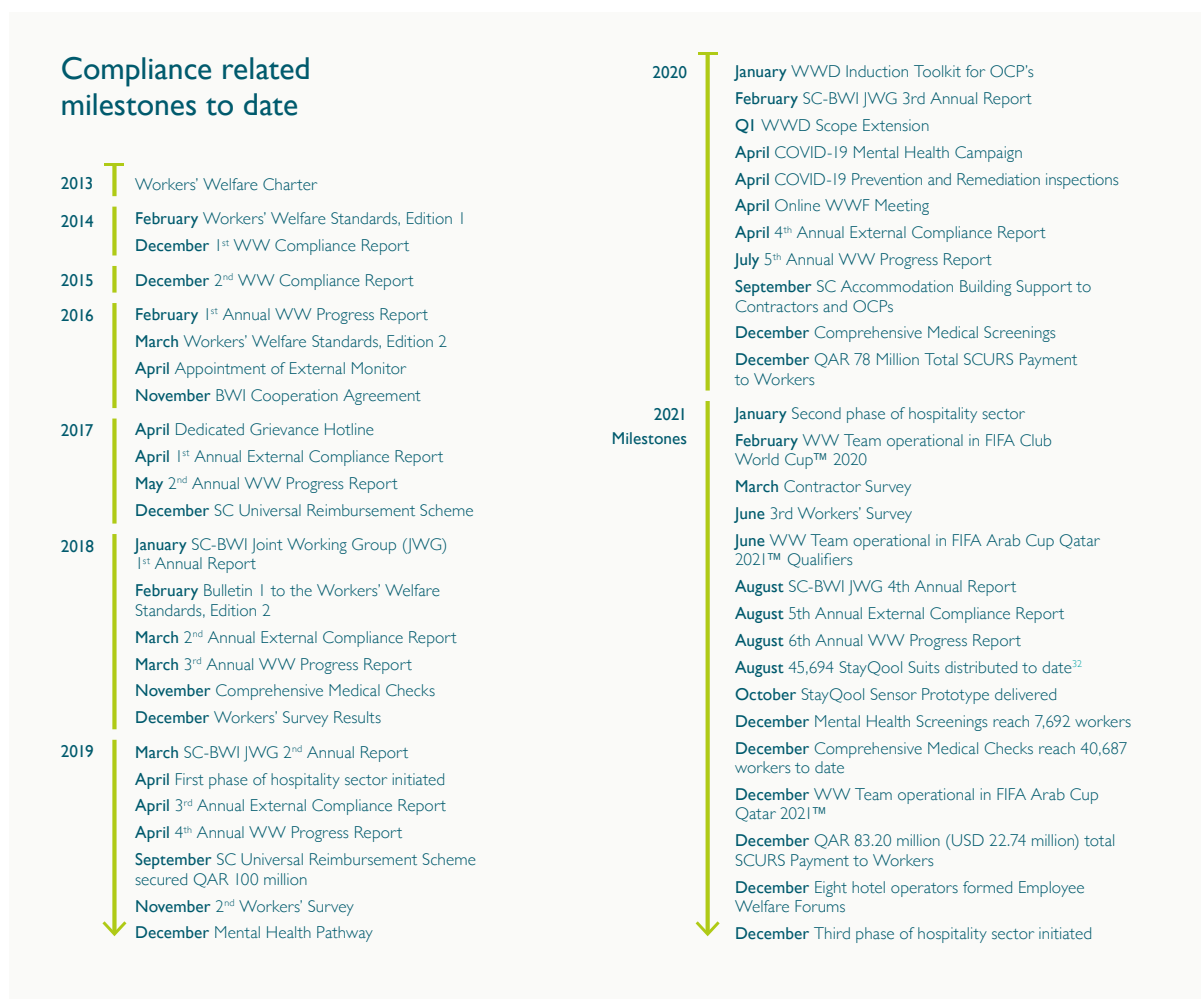 Compliance related
milestones to date
2013
Workers' Welfare Charter
2014
February Workers' Welfare Standards, Edition 1
December 1st WW Compliance Report
2015
December 2nd WW Compliance Report
2016
February 1st Annual WW Progress Report
March Workers' Welfare Standards, Edition 2
April Appointment of External Monitor
November BWI Cooperation Agreement
2017
April Dedicated Grievance Hotline
April 1st Annual External Compliance Report
May 2nd Annual WW Progress Report
December SC Universal Reimbursement Scheme
2018
January SC-BWI Joint Working Group (JWG)
1st Annual Report
February Bulletin 1 to the Workers' Welfare
Standards, Edition 2
March 2nd Annual External Compliance Report
March 3rd Annual WW Progress Report
November Comprehensive Medical Checks
December Workers' Survey Results
2019
March SC-BWI JWG 2nd Annual Report
April First phase of hospitality sector initiated
April 3rd Annual External Compliance Report
April 4th Annual WW Progress Report
September SC Universal Reimbursement Scheme
secured QAR 100 million
November 2nd Workers' Survey
December Mental Health Pathway
2020
January WWD Induction Toolkit for OCP's
February SC-BWI JWG 3rd Annual Report
Q1 WWD Scope Extension
April COVID-19 Mental Health Campaign
April COVID-19 Prevention and Remediation inspections
April Online WWF Meeting
April 4th Annual External Compliance Report
July 5th Annual WW Progress Report
September SC Accommodation Building Support to
Contractors and OCPs
December Comprehensive Medical Screenings
December QAR 78 Million Total SCURS Payment
to Workers
2021
Milestones
January Second phase of hospitality sector
February WW Team operational in FIFA Club
World Cup™ 2020
March Contractor Survey
June 3rd Workers' Survey
June WW Team operational in FIFA Arab Cup Qatar
2021™ Qualifiers
August SC-BWI JWG 4th Annual Report
August 5th Annual External Compliance Report
August 6th Annual WW Progress Report
August 45,694 StayQool Suits distributed to date32
October StayQool Sensor Prototype delivered
December Mental Health Screenings reach 7,692 workers
December Comprehensive Medical Checks reach 40,687
workers to date
December WW Team operational in FIFA Arab Cup
Qatar 2021™
December QAR 83.20 million (USD 22.74 million) total
SCURS Payment to Workers
December Eight hotel operators formed Employee
Welfare Forums
December Third phase of hospitality sector initiated